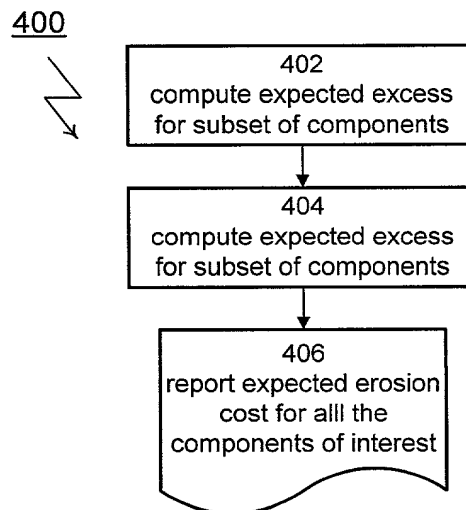 400
402
compute expected excess
for subset of components
404
compute expected excess
for subset of components
406
report expected erosion
cost for alll the
components of interest